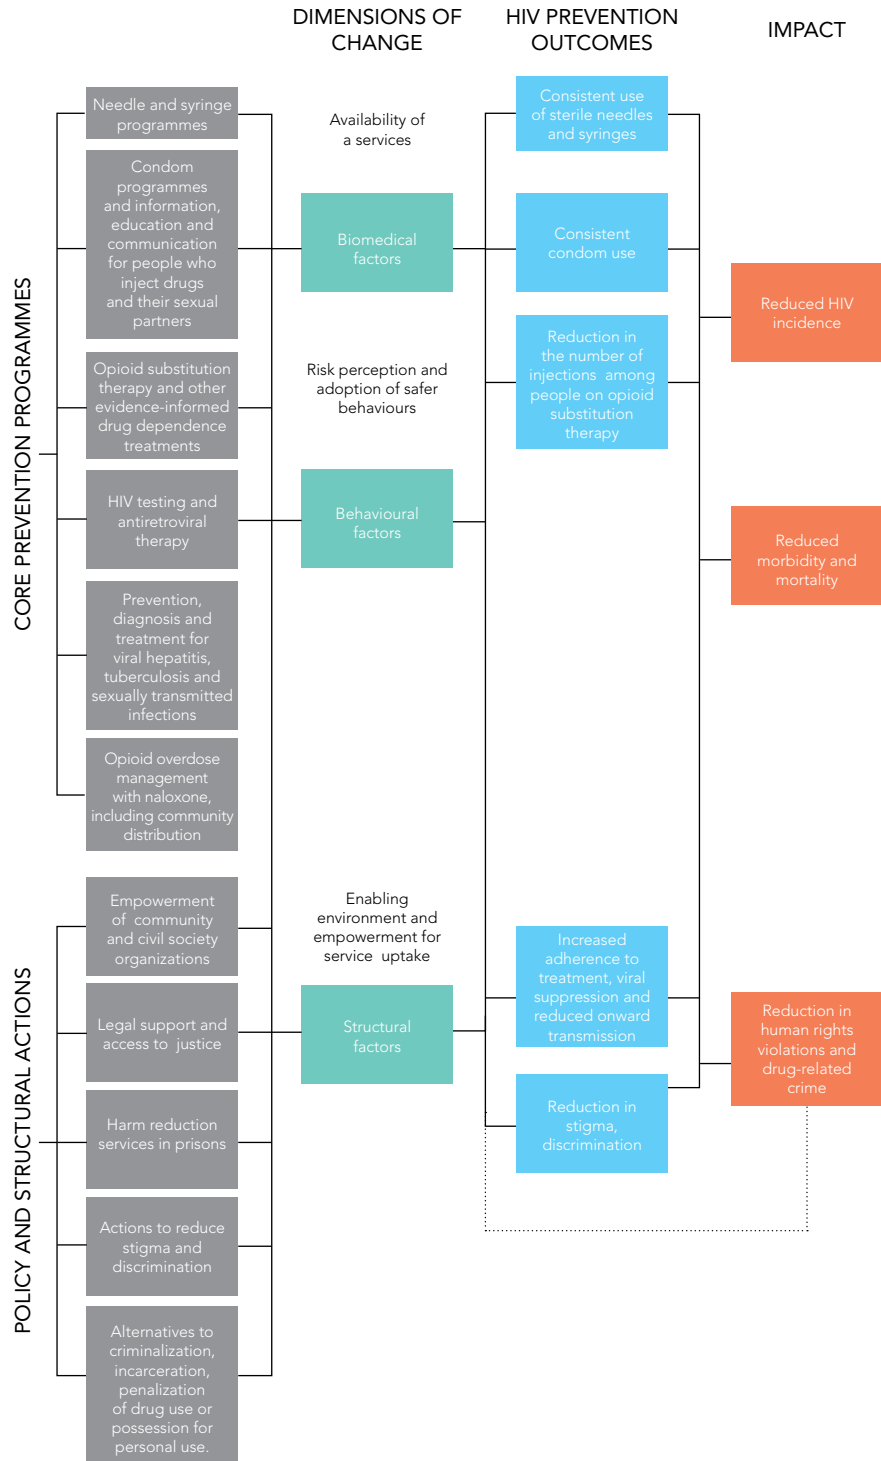 DIMENSIONS OF
CHANGE
HIV PREVENTION
OUTCOMES
IMPACT
CORE PREVENTION PROGRAMMES
Needle and syringe
programmes
Condom
programmes
and information,
education and
communication
for people who
inject drugs
and their sexual
partners
Opioid substitution
therapy and other
evidence-informed
drug dependence
treatments
HIV testing and
antiretroviral
therapy
Prevention,
diagnosis and
treatment for
viral hepatitis,
tuberculosis and
sexually transmitted
infections
Opioid overdose
management
with naloxone,
including community
distribution
POLICY AND STRUCTURAL ACTIONS
Empowerment
of community
and civil society
organizations
Legal support and
access to justice
Harm reduction
services in prisons
Actions to reduce
stigma and
discrimination
Alternatives to
criminalization,
incarceration,
penalization
of drug use or
possession for
personal use.
Availability of
a services
Biomedical
factors
Risk perception and
adoption of safer
behaviours
Behavioural
factors
Enabling
environment and
empowerment for
service uptake
Structural
factors
Consistent use
of sterile needles
and syringes
Consistent
condom use
Reduction in
the number of
injections among
people on opioid
substitution
therapy
Increased
adherence to
treatment, viral
suppression and
reduced onward
transmission
Reduction in
stigma,
discrimination
Reduced HIV
incidence
Reduced
morbidity and
mortality
Reduction in
human rights
violations and
drug-related
crime